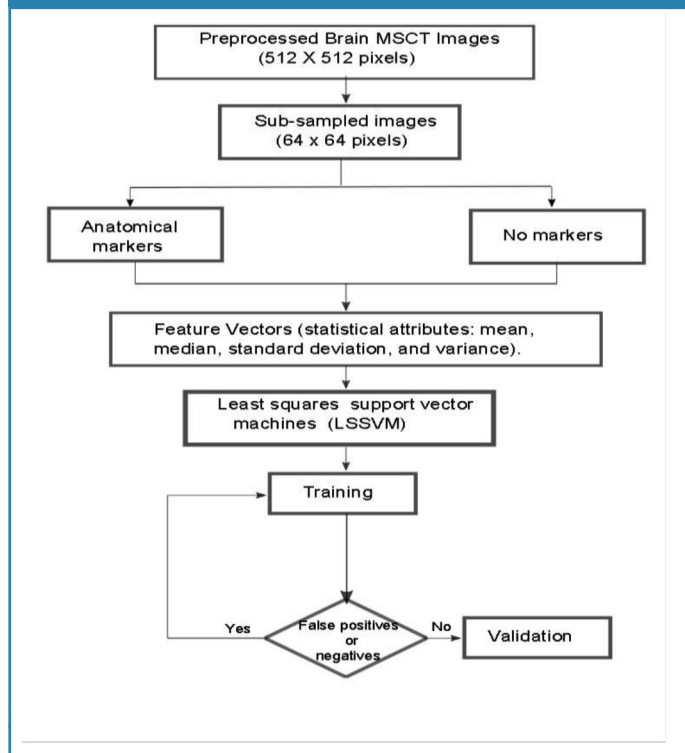 Preprocessed Brain MSCT Images
(512 X 512 pixels)
Sub-sampled images
(64 x 64 pixels)
Anatomical
markers
No markers
Feature Vectors (statistical attributes: mean,
median, standard deviation, and variance).
Least squares support vector
machines (LSSVM)
Training
Yes
False positives
or
negatives
No
Validation